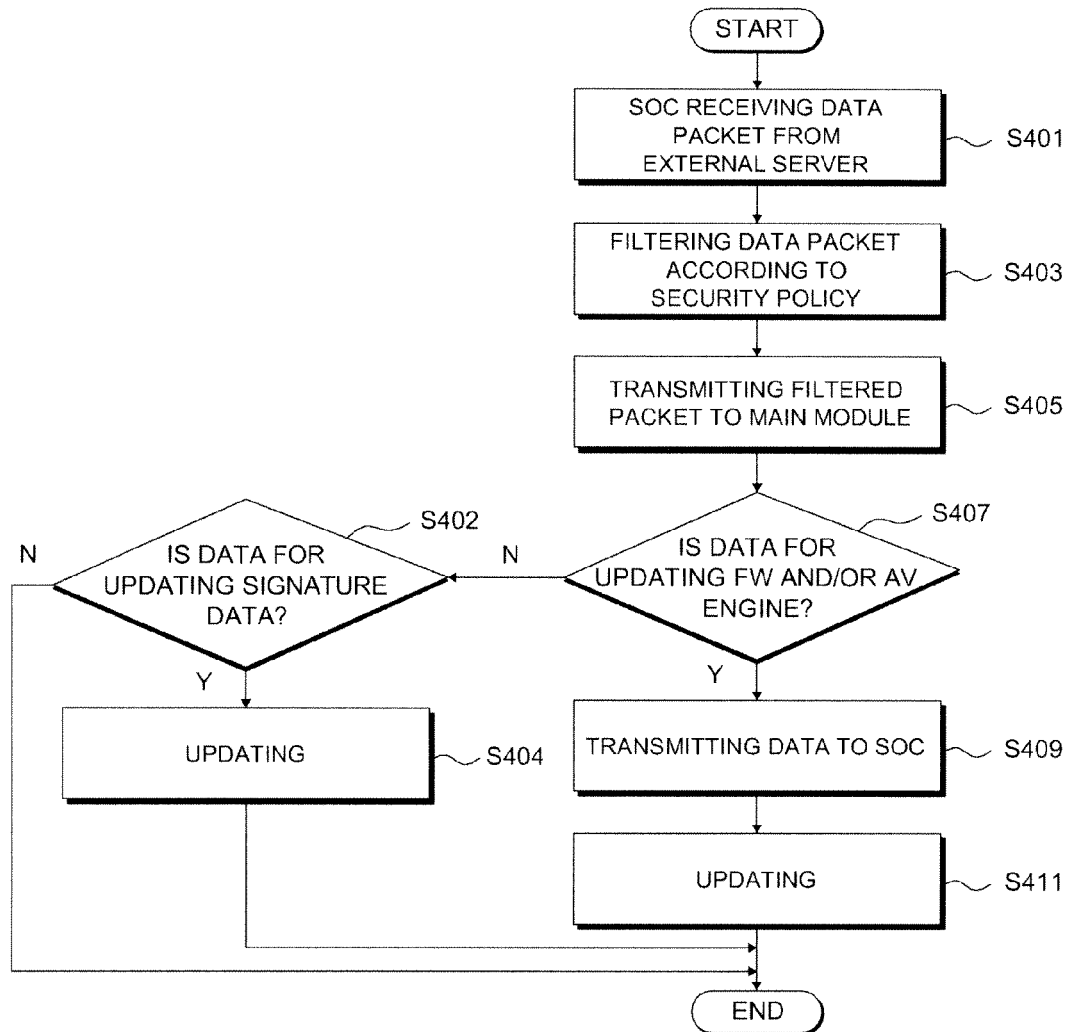 START
SOC RECEIVING DATA
PACKET FROM
EXTERNAL SERVER
S401
FILTERING DATA PACKET
ACCORDING TO
SECURITY POLICY
S403
TRANSMITTING FILTERED
PACKET TO MAIN MODULE
S405
S407
IS DATA FOR
UPDATING FW AND/OR AV
ENGINE?
N
Y
S402
IS DATA FOR
UPDATING SIGNATURE
DATA?
N
Y
UPDATING
S404
TRANSMITTING DATA TO SOC
S409
UPDATING
S411
END